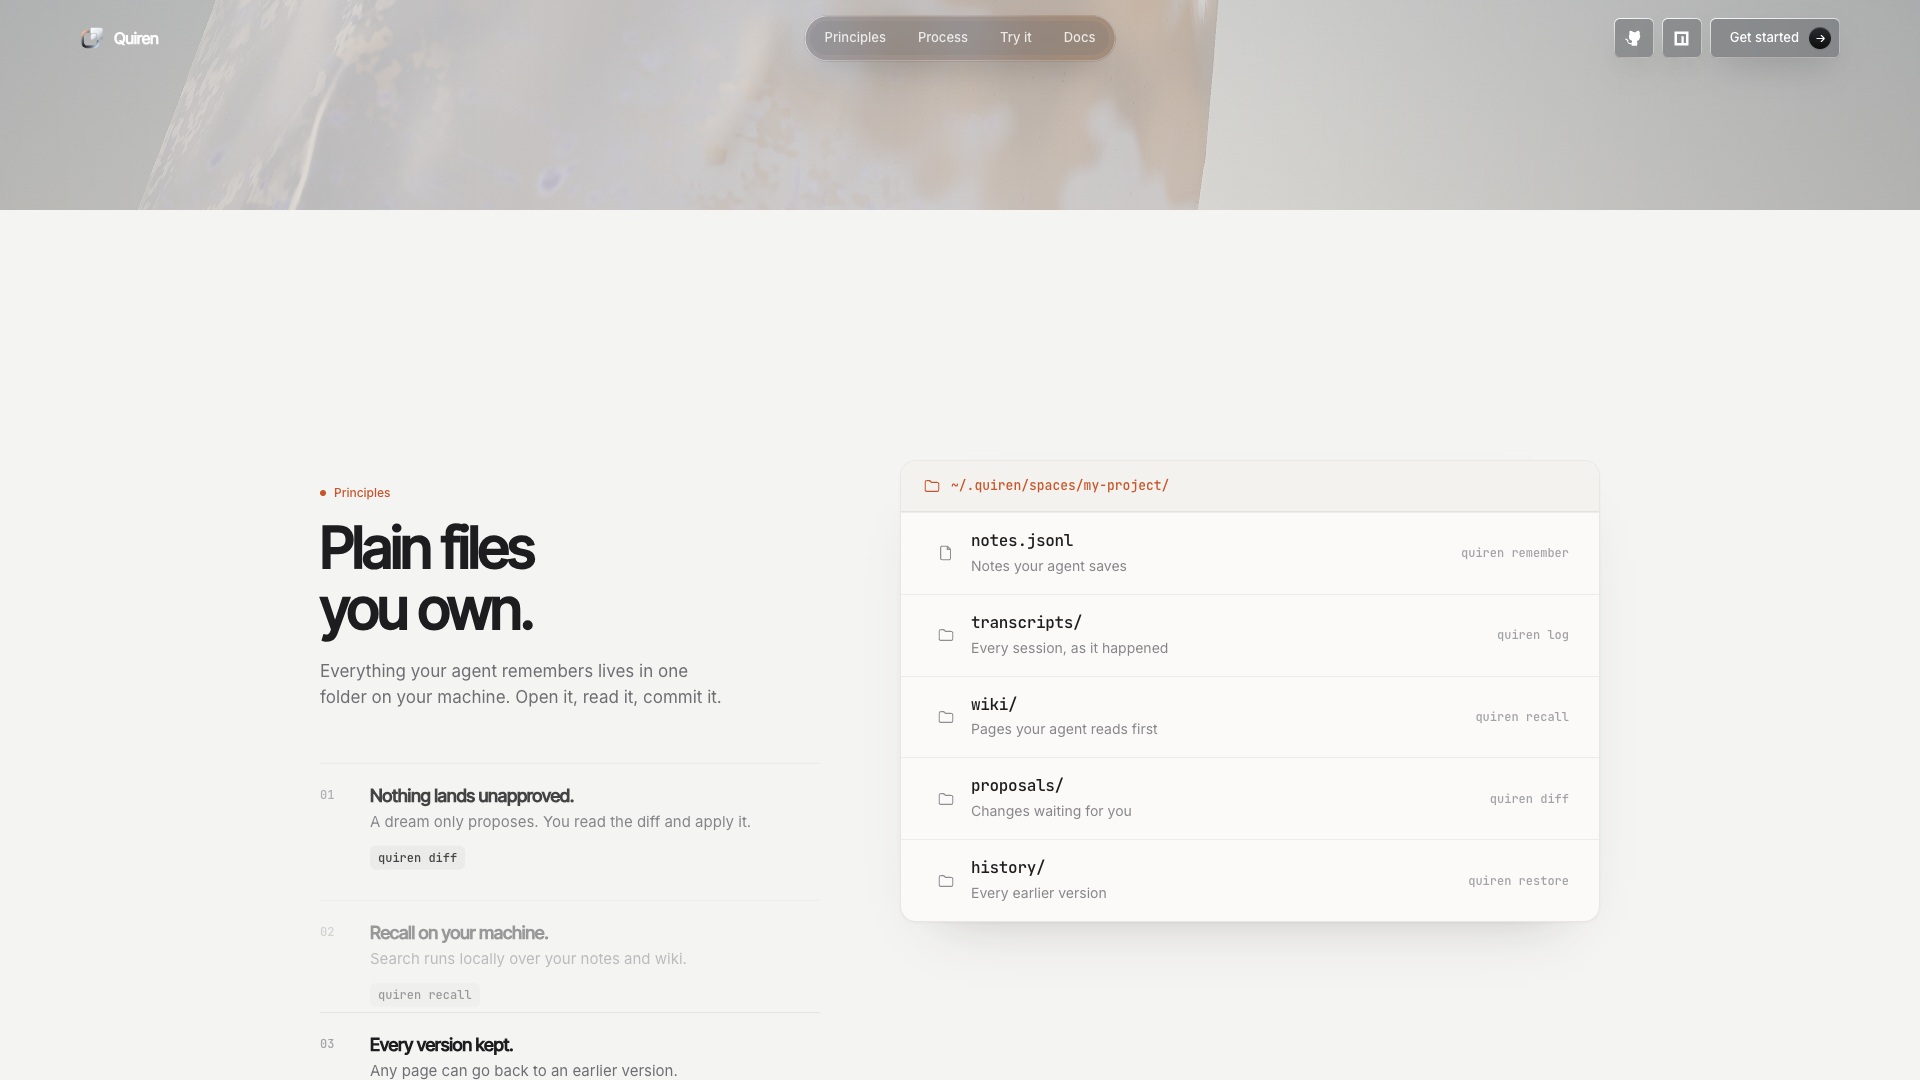 Quiren
Principles
Process
Try it
Docs
Get started
Principles
Plain files
you own.
Everything your agent remembers lives in one
folder on your machine. Open it, read it, commit it.
01
Nothing lands unapproved.
A dream only proposes. You read the diff and apply it.
quiren diff
02
Recall on your machine.
Search runs locally over your notes and wiki.
quiren recall
03
Every version kept.
Any page can go back to an earlier version.
~/.quiren/spaces/my-project/
notes.jsonl
Notes your agent saves
quiren remember
transcripts/
Every session, as it happened
quiren log
wiki/
Pages your agent reads first
quiren recall
proposals/
Changes waiting for you
quiren diff
history/
Every earlier version
quiren restore